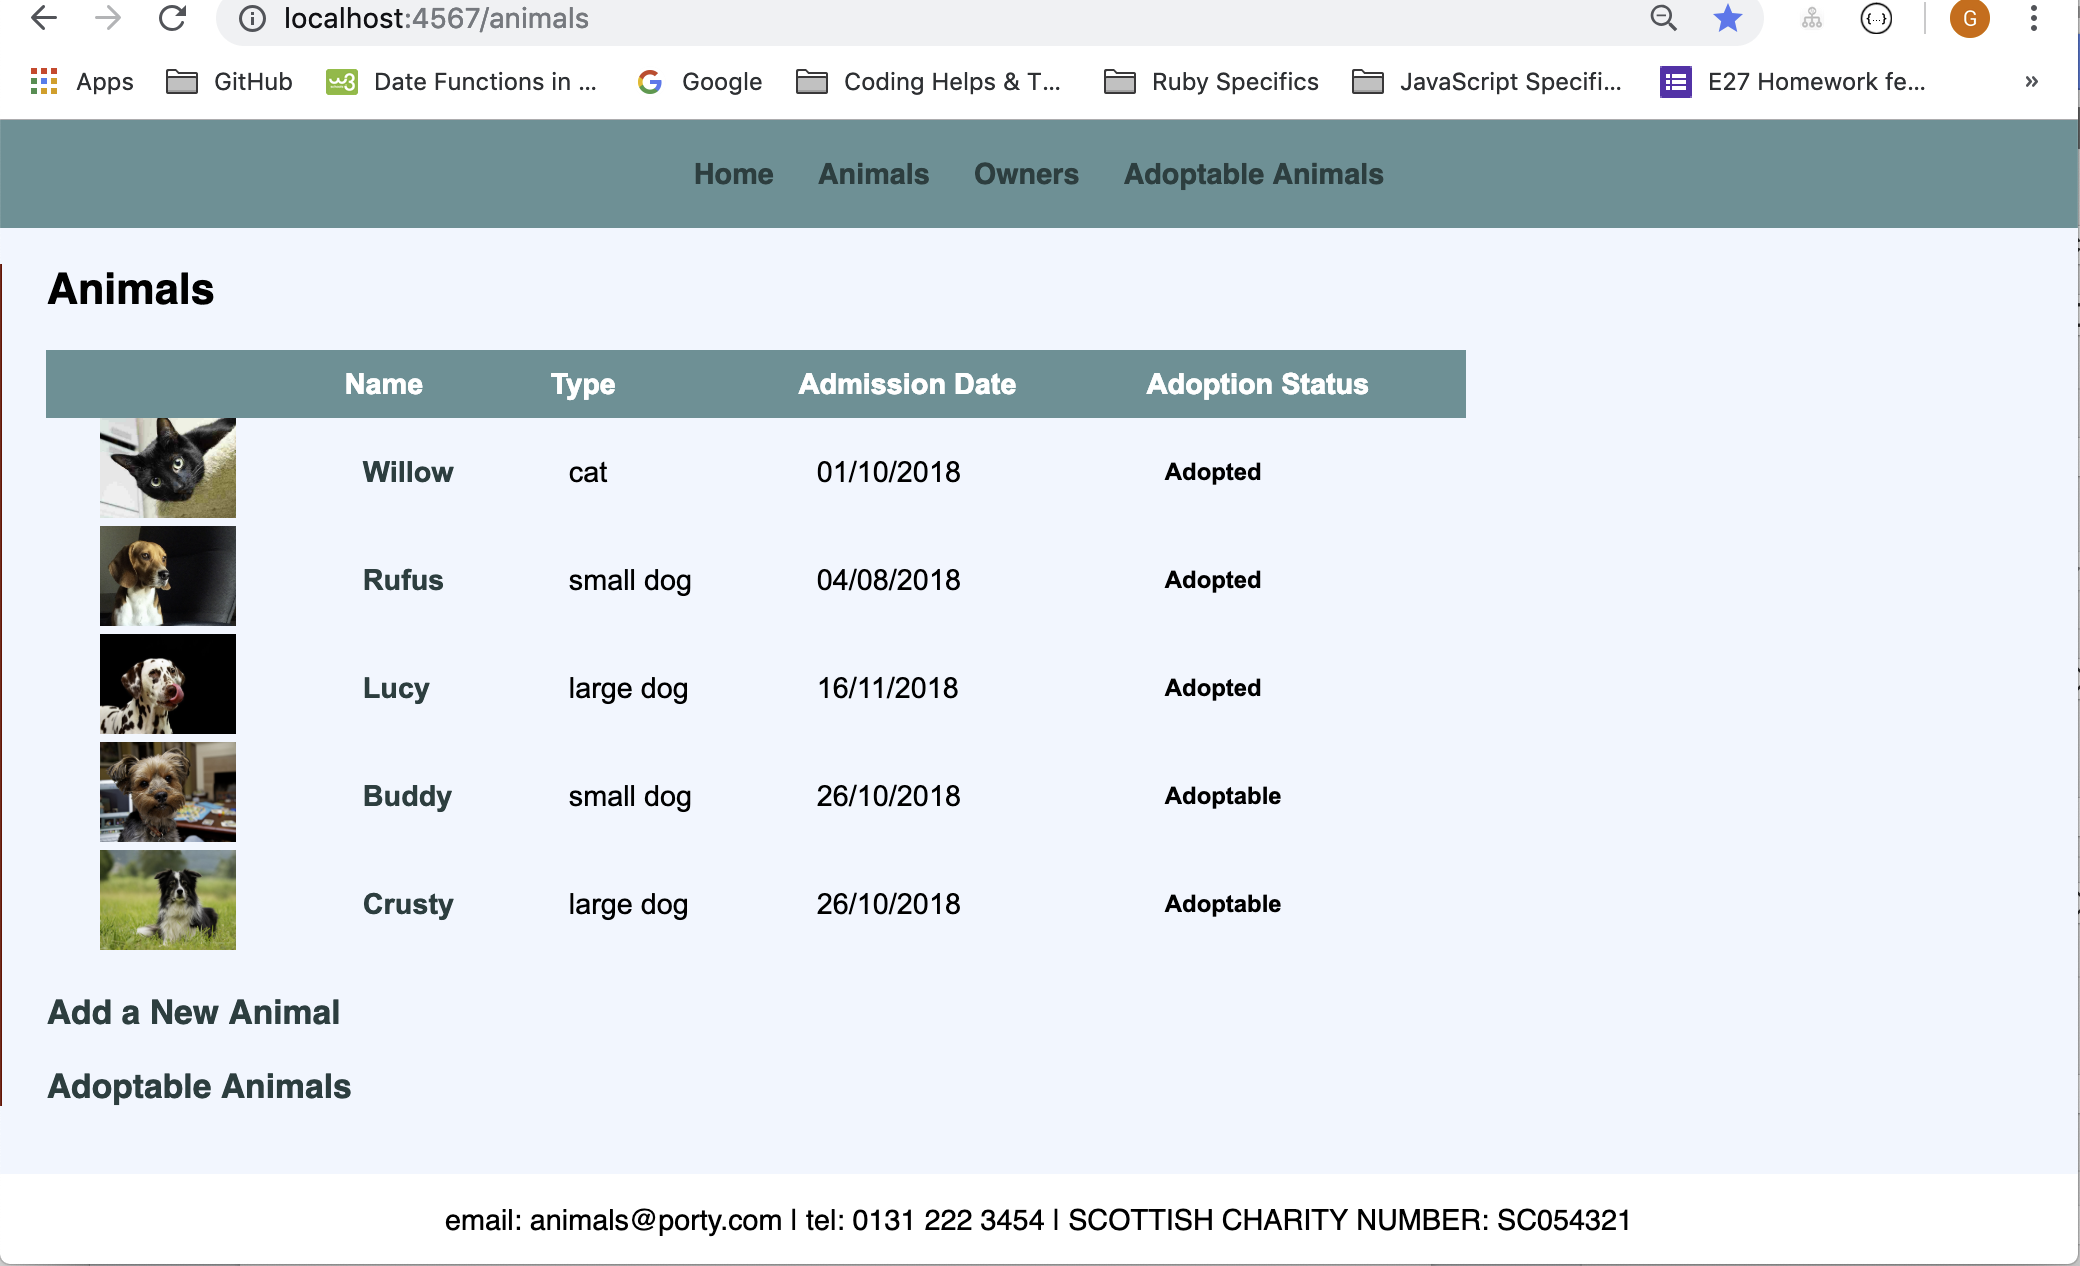 localhost:4567/animals
G
Apps GitHub Date Functions in ... Google Coding Helps & T... Ruby Specifics JavaScript Specifi... E27 Homework fe... »
Home Animals Owners Adoptable Animals
Animals
Name Type Admission Date Adoption Status
Willow cat 01/10/2018 Adopted
Rufus small dog 04/08/2018 Adopted
Lucy large dog 16/11/2018 Adopted
Buddy small dog 26/10/2018 Adoptable
Crusty large dog 26/10/2018 Adoptable
Add a New Animal
Adoptable Animals
email: animals@porty.com | tel: 0131 222 3454 | SCOTTISH CHARITY NUMBER: SC054321